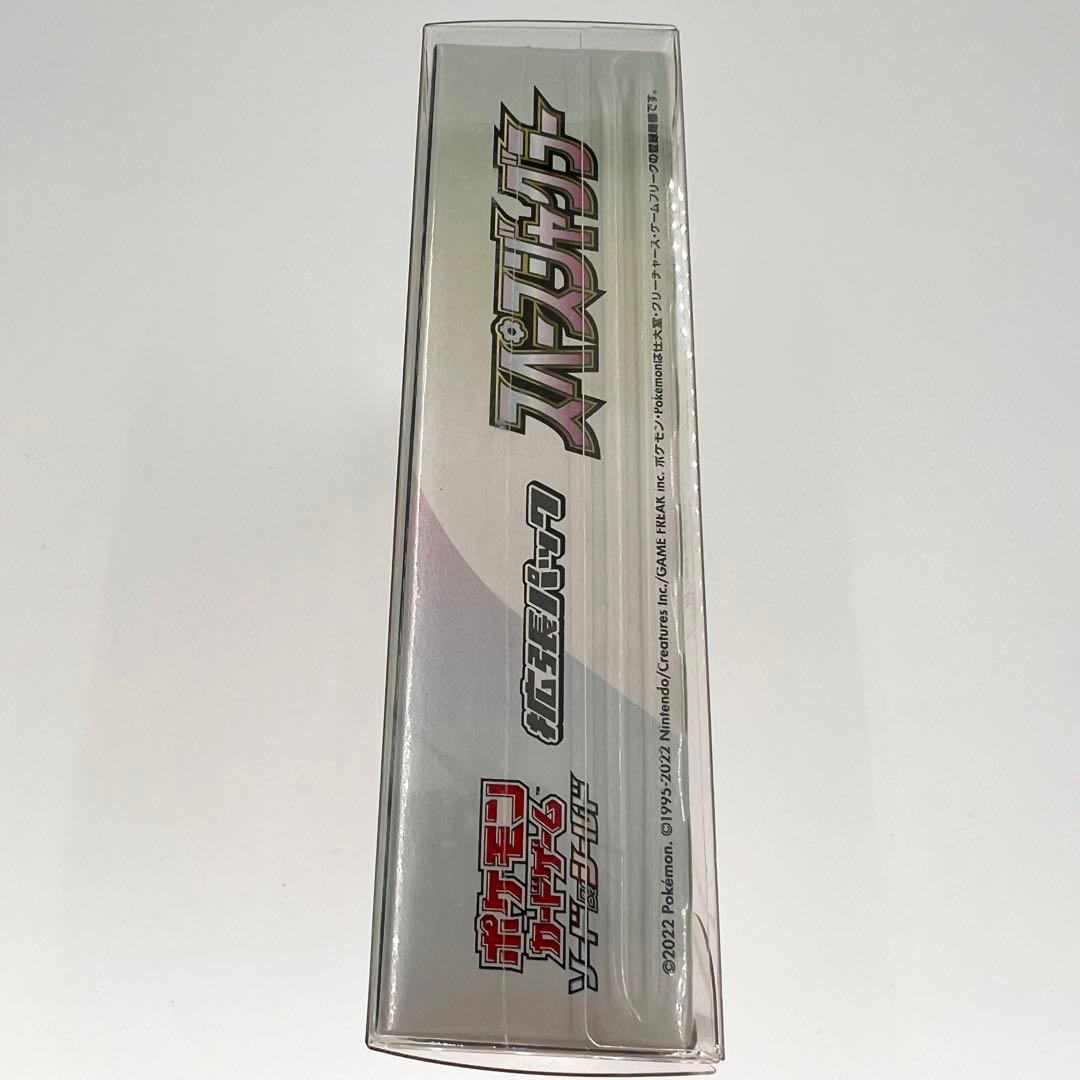 ポケモン
カードゲーム™
ソード&シールド
拡張パック
スペースジャグラー
©2022 Pokémon. ©1995-2022 Nintendo/Creatures Inc./GAME FREAK inc. ポケモン・Pokémonは任天堂・クリーチャーズ・ゲームフリークの登録商標です。